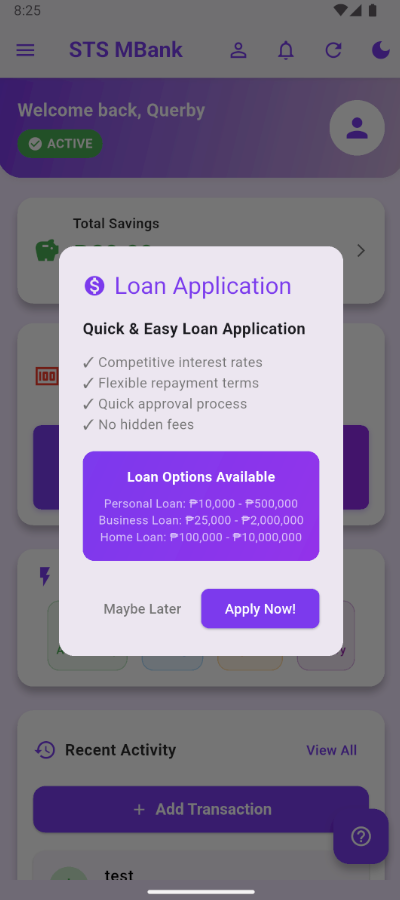 8:25
STS MBank
Welcome back, Querby
ACTIVE
Total Savings
Loan Application
Quick & Easy Loan Application
✓ Competitive interest rates
✓ Flexible repayment terms
✓ Quick approval process
✓ No hidden fees
Loan Options Available
Personal Loan: ₱10,000 - ₱500,000
Business Loan: ₱25,000 - ₱2,000,000
Home Loan: ₱100,000 - ₱10,000,000
Maybe Later
Apply Now!
Recent Activity
View All
+ Add Transaction
test